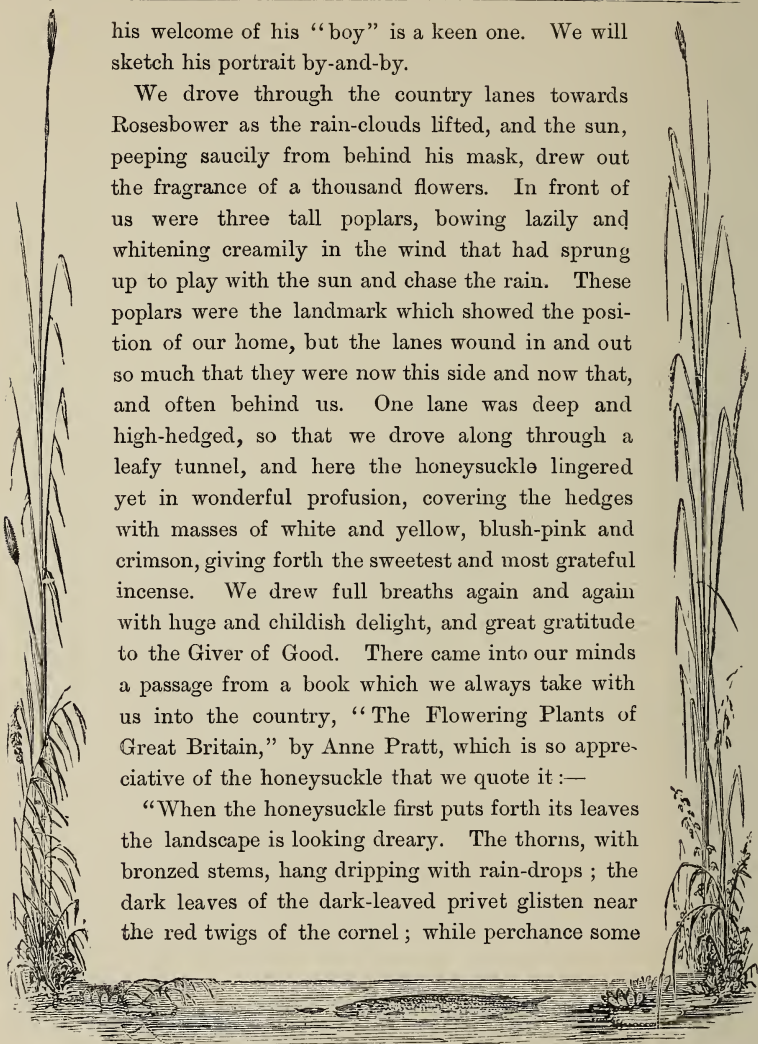 his welcome of his “boy” is a keen one. We will
sketch his portrait by-and-by.
We drove through the country lanes towards
Rosesbower as the rain-clouds lifted, and the sun,
peeping saucily from behind his mask, drew out
the fragrance of a thousand flowers. In front of
us were three tall poplars, bowing lazily and
whitening creamily in the wind that had sprung
up to play with the sun and chase the rain. These
poplars were the landmark which showed the posi-
tion of our home, but the lanes wound in and out
so much that they were now this side and now that,
and often behind us. One lane was deep and
high-hedged, so that we drove along through a
leafy tunnel, and here the honeysuckle lingered
yet in wonderful profusion, covering the hedges
with masses of white and yellow, blush-pink and
crimson, giving forth the sweetest and most grateful
incense. We drew full breaths again and again
with huge and childish delight, and great gratitude
to the Giver of Good. There came into our minds
a passage from a book which we always take with
us into the country, “The Flowering Plants of
Great Britain,” by Anne Pratt, which is so appre-
ciative of the honeysuckle that we quote it :—
“When the honeysuckle first puts forth its leaves
the landscape is looking dreary. The thorns, with
bronzed stems, hang dripping with rain-drops ; the
dark leaves of the dark-leaved privet glisten near
the red twigs of the cornel ; while perchance some